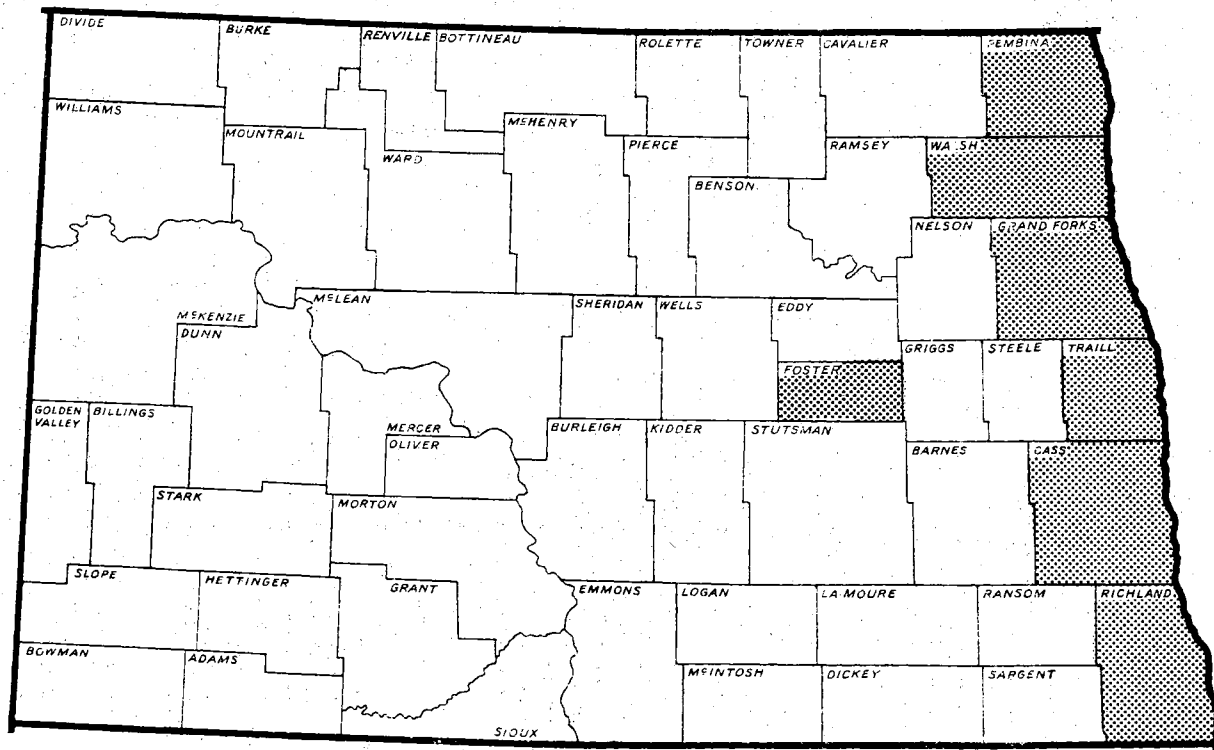 DIVIDE
BURKE
RENVILLE
BOTTINEAU
ROLETTE
TOWNER
CAVALIER
PEMBINA
WILLIAMS
MOUNTRAIL
WARD
McHENRY
PIERCE
BENSON
RAMSEY
WALSH
NELSON
GRAND FORKS
McKENZIE
DUNN
McLEAN
SHERIDAN
WELLS
EDDY
FOSTER
GRIGGS
STEELE
TRAILL
GOLDEN
VALLEY
BILLINGS
MERCER
OLIVER
BURLEIGH
KIDDER
STUTSMAN
BARNES
CASS
STARK
MORTON
SLOPE
HETTINGER
GRANT
EMMONS
LOGAN
LA MOURE
RANSOM
RICHLAND
BOWMAN
ADAMS
SIOUX
McINTOSH
DICKEY
SARGENT